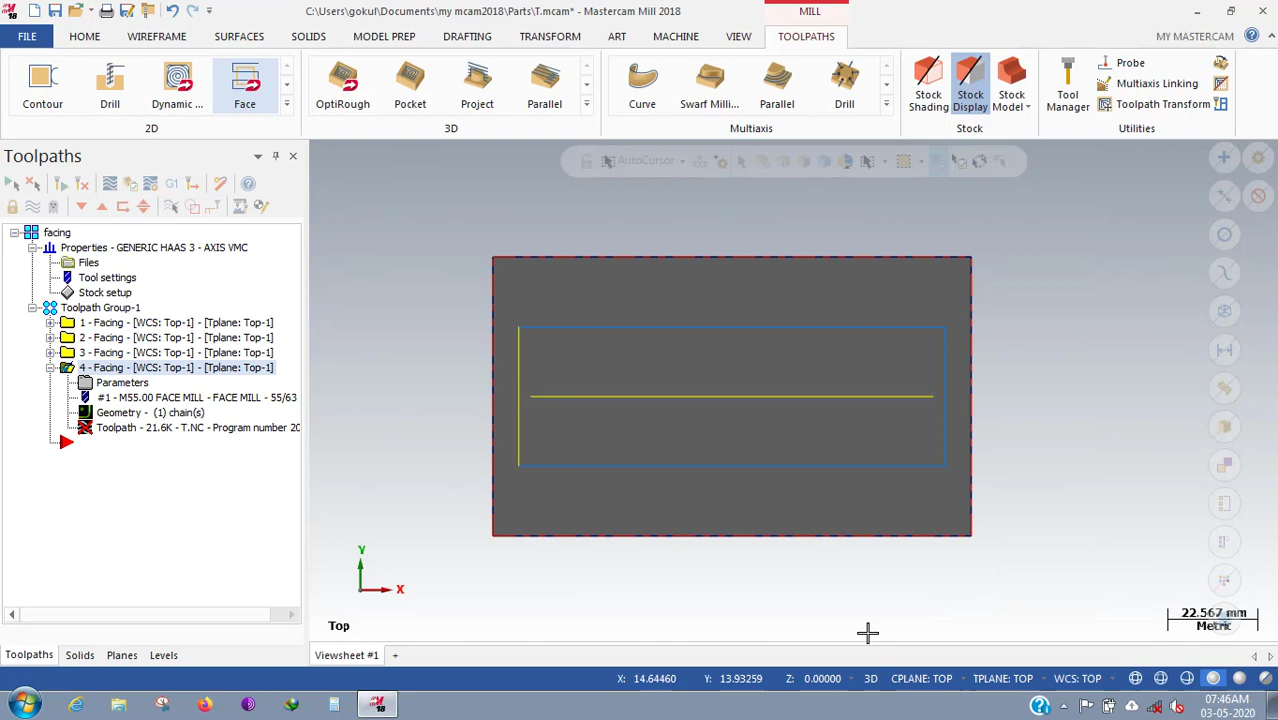 C:\Users\gokul\Documents\my mcam2018\Parts\T.mcam* - Mastercam Mill 2018
MILL
FILE HOME WIREFRAME SURFACES SOLIDS MODEL PREP DRAFTING TRANSFORM ART MACHINE VIEW TOOLPATHS MY MASTERCAM
Contour Drill Dynamic ... Face
2D
OptiRough Pocket Project Parallel
3D
Curve Swarf Milli... Parallel Drill
Multiaxis
Stock Shading Stock Display Stock Model
Stock
Tool Manager
Probe
Multiaxis Linking
Toolpath Transform
Utilities
Toolpaths
AutoCursor
G1
facing
Properties - GENERIC HAAS 3 - AXIS VMC
Files
Tool settings
Stock setup
Toolpath Group-1
1 - Facing - [WCS: Top-1] - [Tplane: Top-1]
2 - Facing - [WCS: Top-1] - [Tplane: Top-1]
3 - Facing - [WCS: Top-1] - [Tplane: Top-1]
4 - Facing - [WCS: Top-1] - [Tplane: Top-1]
Parameters
#1 - M55.00 FACE MILL - 55/63
Geometry - (1) chain(s)
Toolpath - 21.6K - T.NC - Program number 20
Y
X
Top
22.567 mm
Metric
Toolpaths Solids Planes Levels
Viewsheet #1 +
X: 14.64460 Y: 13.93259 Z: 0.00000 3D CPLANE: TOP TPLANE: TOP WCS: TOP
07:46AM
03-05-2020